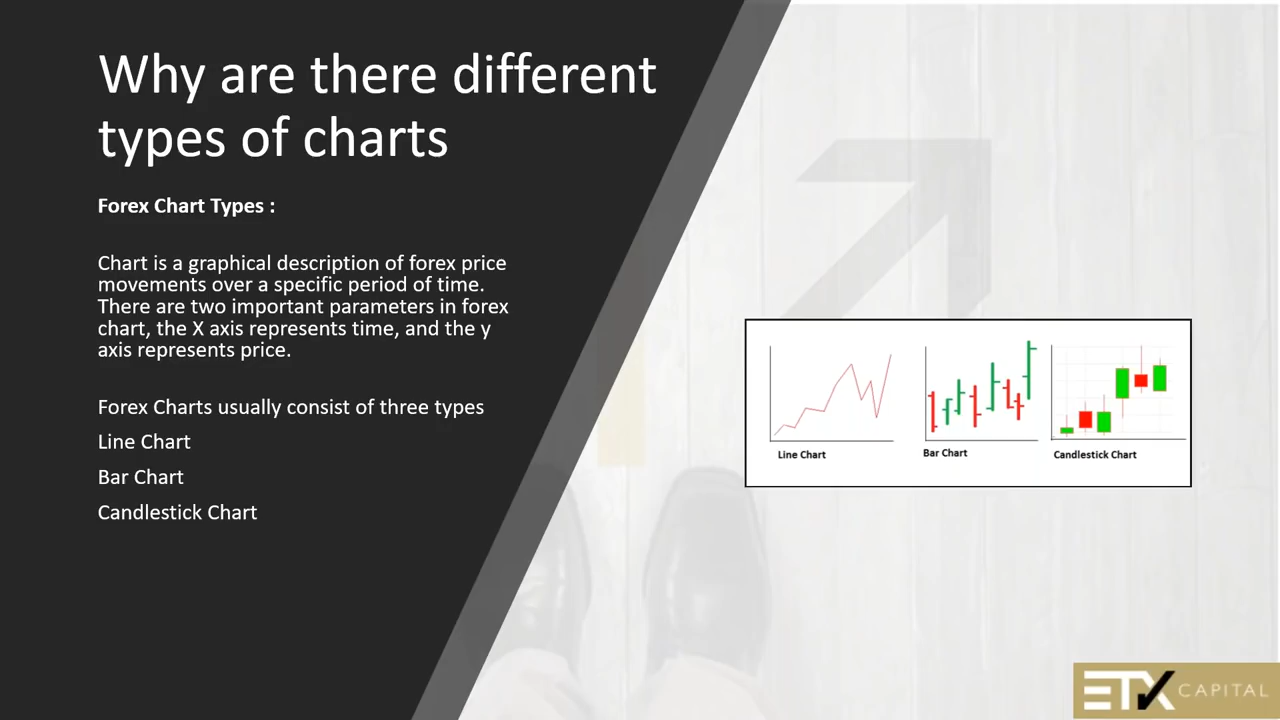 Why are there different
types of charts
Forex Chart Types :
Chart is a graphical description of forex price
movements over a specific period of time.
There are two important parameters in forex
chart, the X axis represents time, and the y
axis represents price.
Forex Charts usually consist of three types
Line Chart
Bar Chart
Candlestick Chart
Line Chart
Bar Chart
Candlestick Chart
ETX CAPITAL